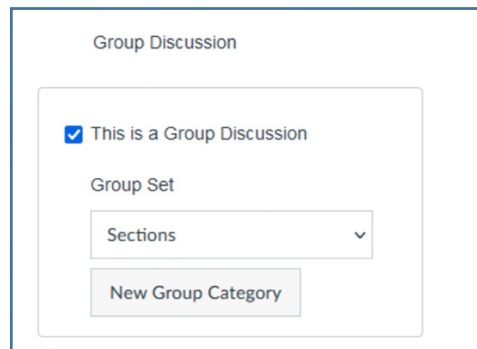 Group Discussion
This is a Group Discussion
Group Set
Sections
New Group Category